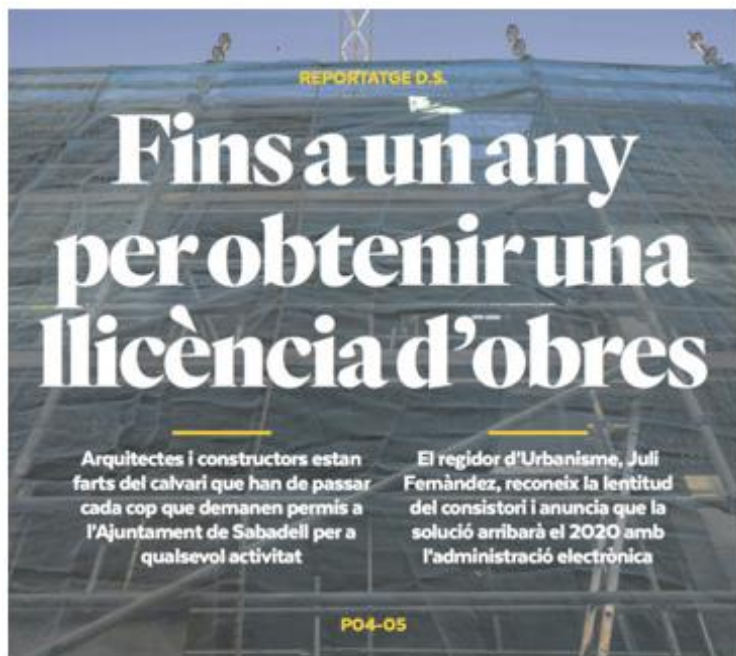 REPORTATGE D.S.
Fins a un any
per obtenir una
llicència d'obres
Arquitectes i constructors estan
farts del calvari que han de passar
cada cop que demanen permís a
l'Ajuntament de Sabadell per a
qualsevol activitat
El regidor d'Urbanisme, Juli
Fernàndez, reconeix la lentitud
del consistori i anuncia que la
solució arribarà el 2020 amb
l'administració electrònica
P04-05